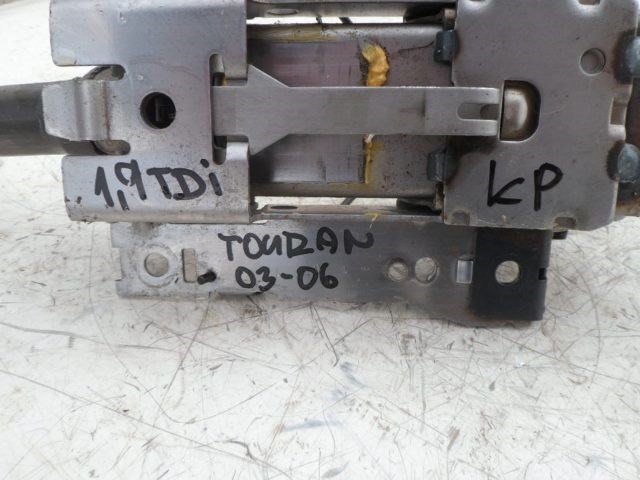 1,9TDi
KP
TOURAN
03-06